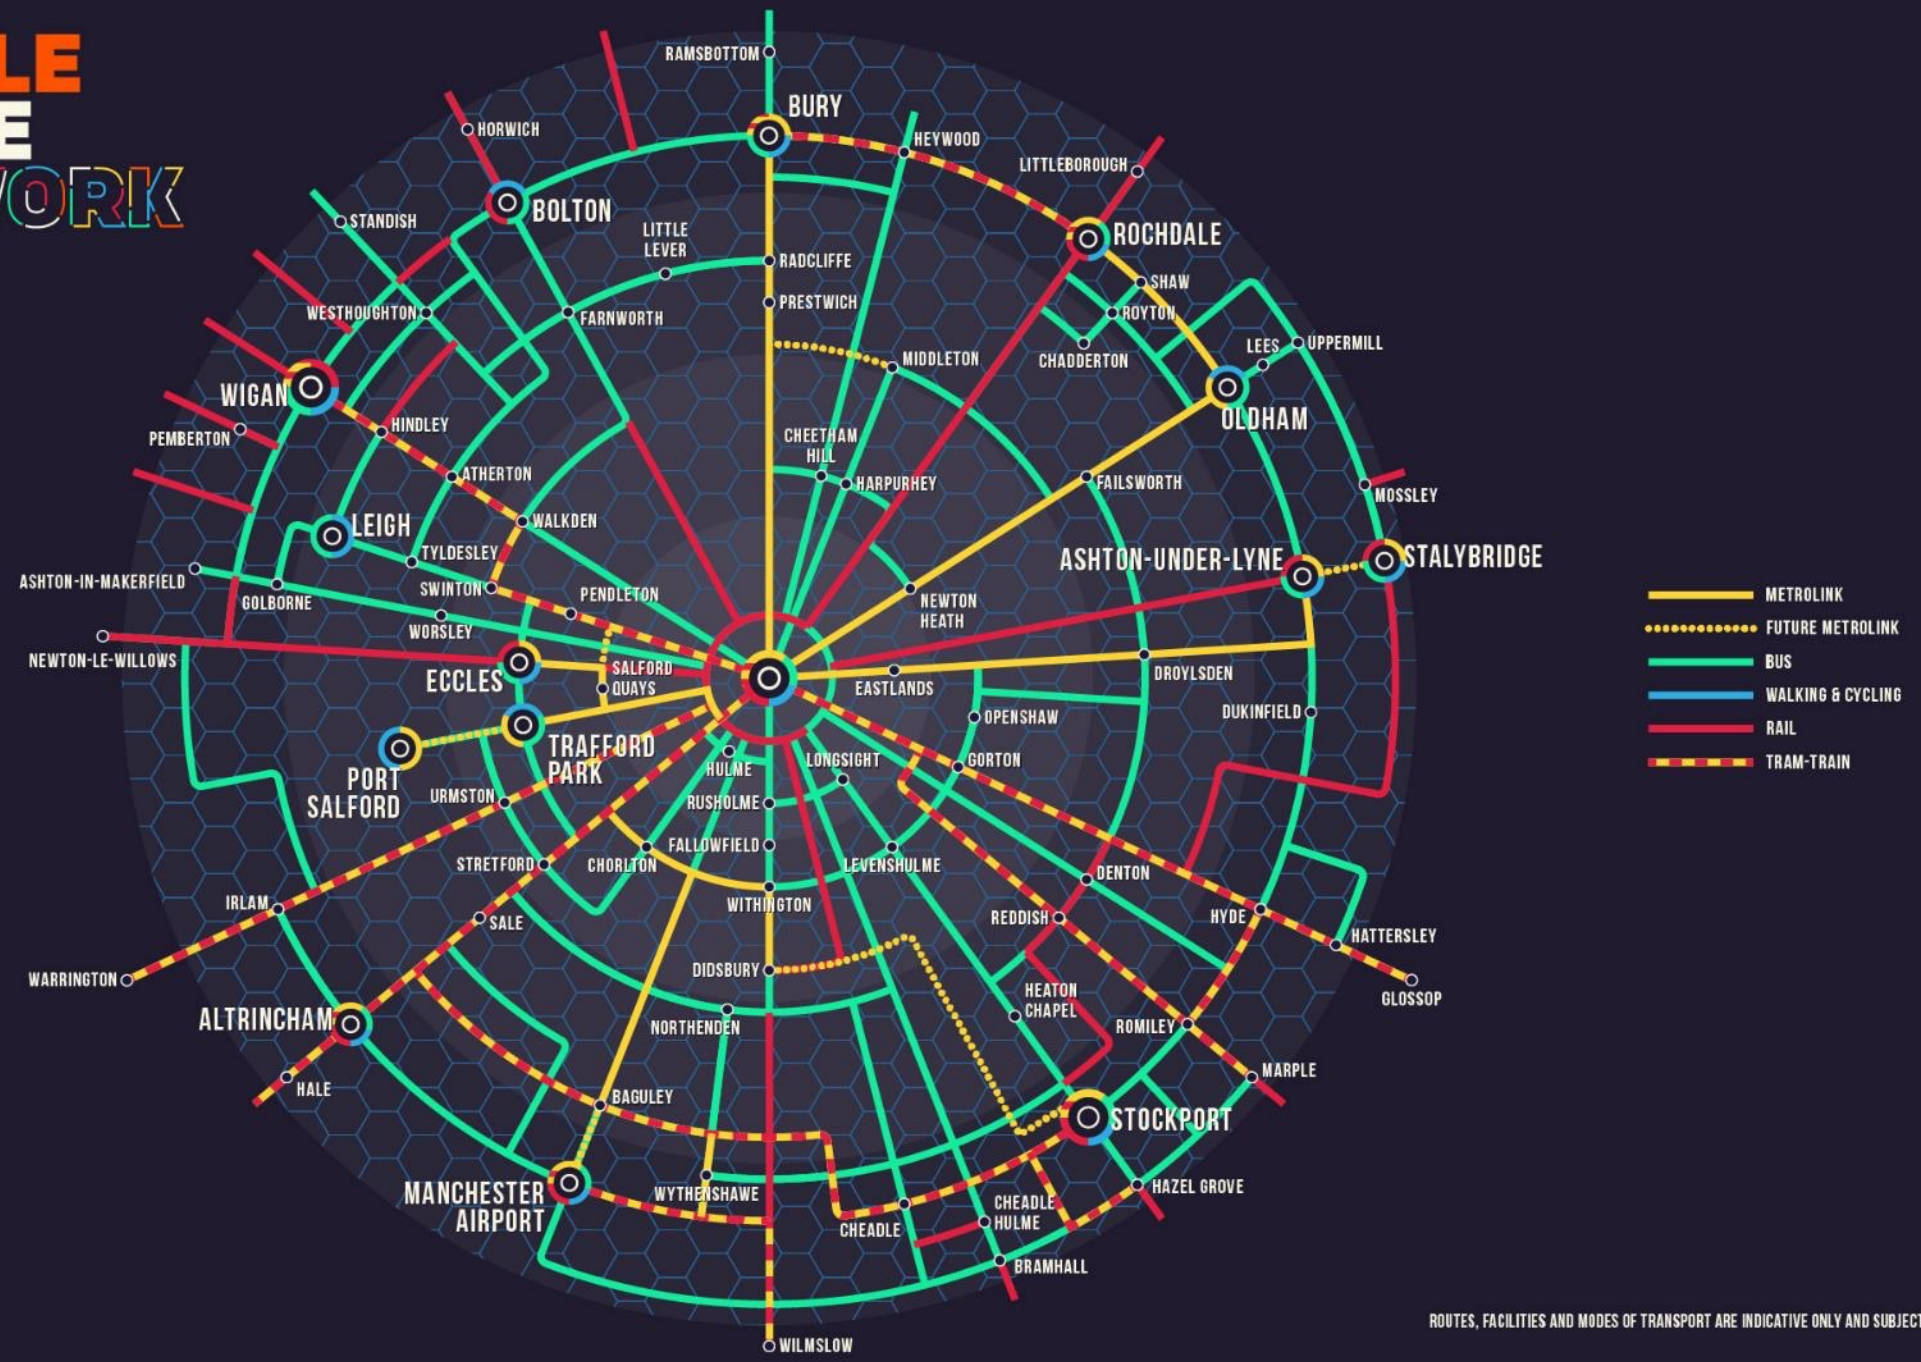 LE
E
ORK
RAMSBOTTOM
BURY
HORWICH
HEYWOOD
LITTLEBOROUGH
BOLTON
STANDISH
LITTLE
LEVER
RADCLIFFE
ROCHDALE
SHAW
PRESTWICH
WESTHOUGHTON
FARNWORTH
ROYTON
CHADDERTON
LEES
UPPERMILL
MIDDLETON
WIGAN
OLDHAM
PEMBERTON
HINDLEY
CHEETHAM
HILL
HARPURHEY
ATHERTON
FAILSWORTH
MOSSLEY
LEIGH
WALKDEN
TYLDESLEY
ASHTON-UNDER-LYNE
STALYBRIDGE
ASHTON-IN-MAKERFIELD
GOLBORNE
SWINTON
PENDLETON
NEWTON
HEATH
WORSLEY
NEWTON-LE-WILLOWS
ECCLES
SALFORD
QUAYS
EASTLANDS
DROYLSDEN
OPENSHAW
DUKINFIELD
TRAFFORD
PARK
PORT
SALFORD
HULME
LONGSIGHT
GORTON
URMSTON
RUSHOLME
STRETFORD
CHORLTON
FALLOWFIELD
LEVENSHULME
DENTON
WITHINGTON
IRLAM
SALE
REDDISH
HYDE
HATTERSLEY
WARRINGTON
DIDSBURY
GLOSSOP
ALTRINCHAM
NORTHENDEN
HEATON
CHAPEL
ROMILEY
MARPLE
HALE
BAGULEY
STOCKPORT
MANCHESTER
AIRPORT
WYTHENSHAWE
CHEADLE
CHEADLE
HULME
HAZEL GROVE
BRAMHALL
WILMSLOW
METROLINK
FUTURE METROLINK
BUS
WALKING & CYCLING
RAIL
TRAM-TRAIN
ROUTES, FACILITIES AND MODES OF TRANSPORT ARE INDICATIVE ONLY AND SUBJECT